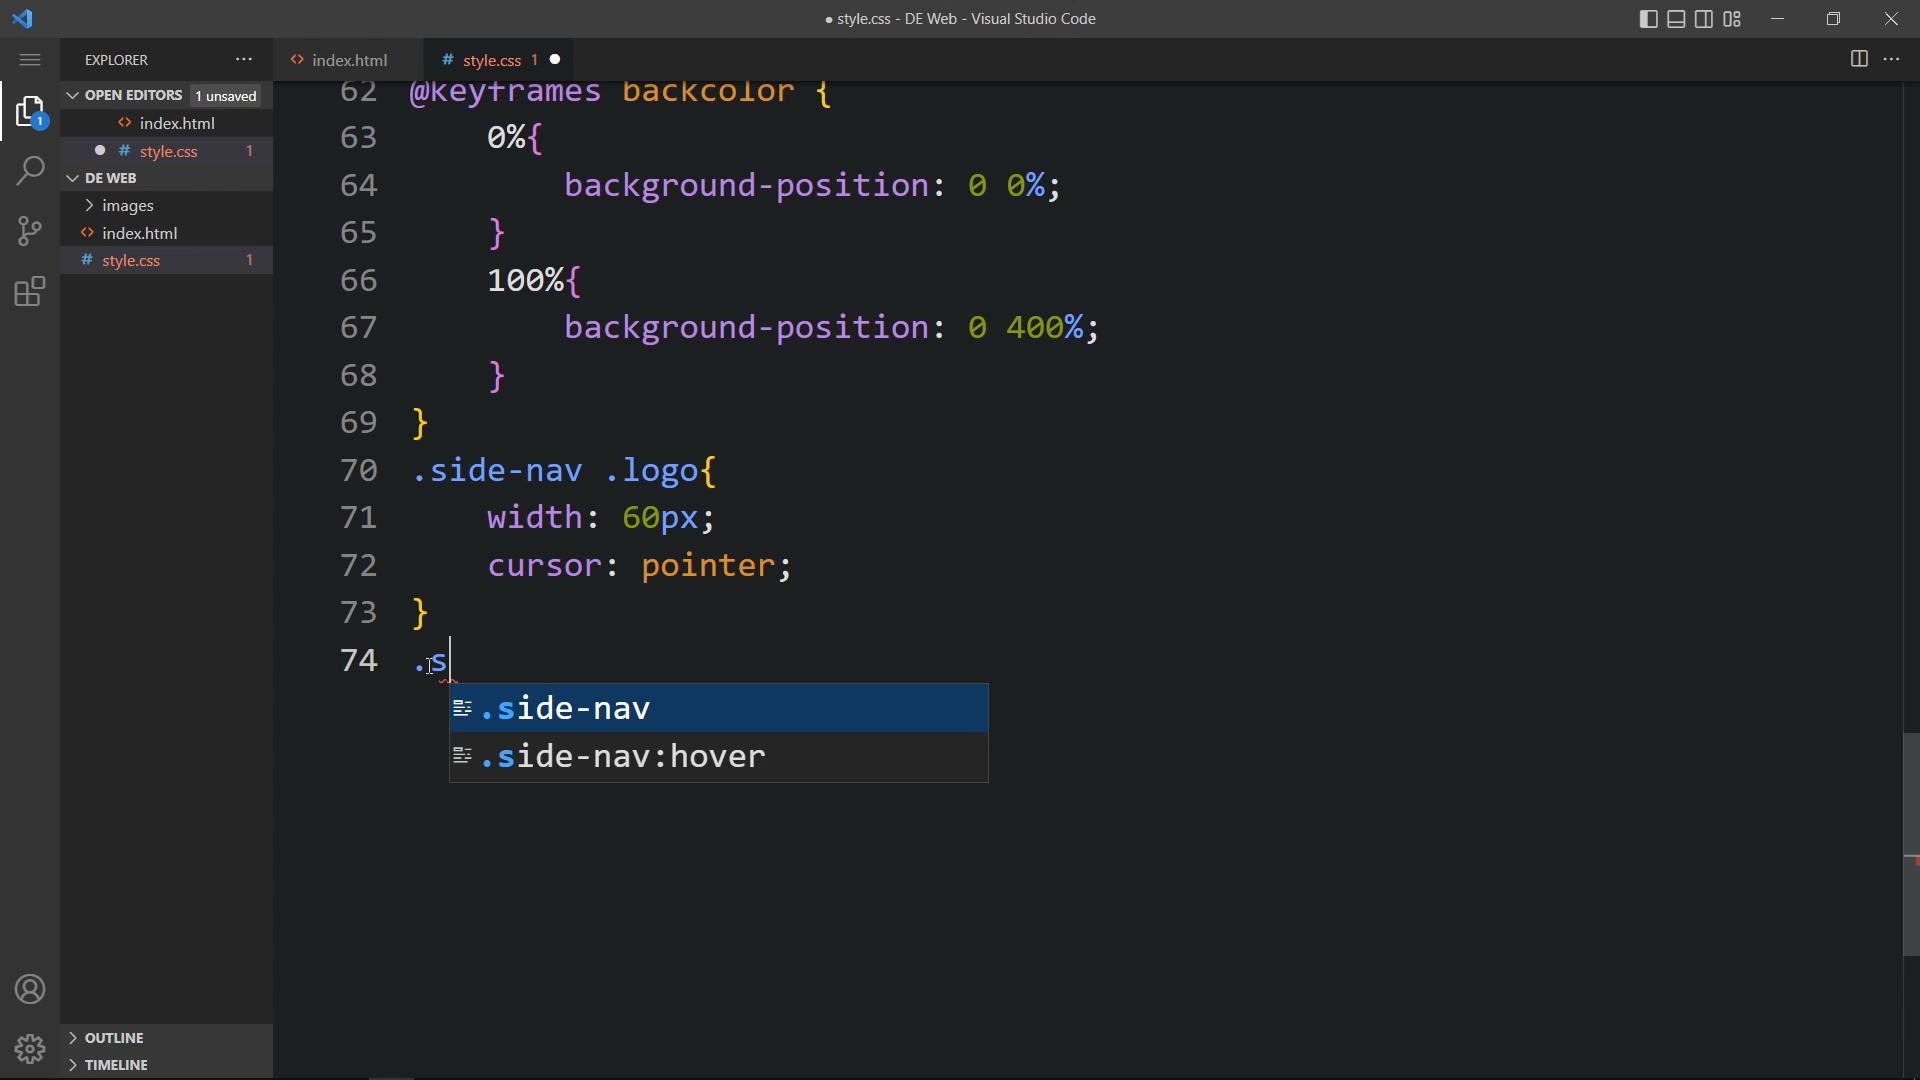 ● style.css - DE Web - Visual Studio Code
EXPLORER
index.html
style.css 1
OPEN EDITORS 1 unsaved
index.html
style.css 1
DE WEB
images
index.html
style.css 1
1
OUTLINE
TIMELINE
62 @keyframes backcolor {
63 0%{
64 background-position: 0 0%;
65 }
66 100%{
67 background-position: 0 400%;
68 }
69 }
70 .side-nav .logo{
71 width: 60px;
72 cursor: pointer;
73 }
74 .s
.side-nav
.side-nav:hover